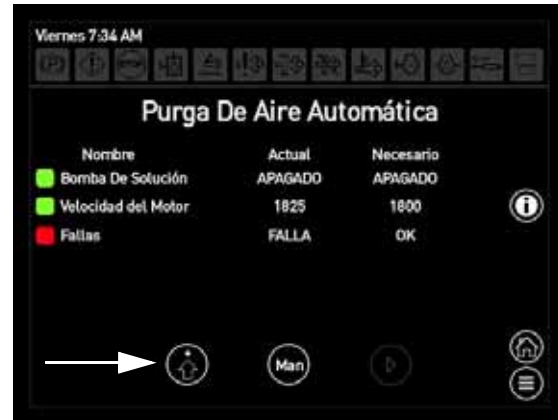 Viernes 7:34 AM
Purga De Aire Automática
Nombre Actual Necesario
Bomba De Solución APAGADO APAGADO
Velocidad del Motor 1825 1800
Fallas FALLA OK
Man